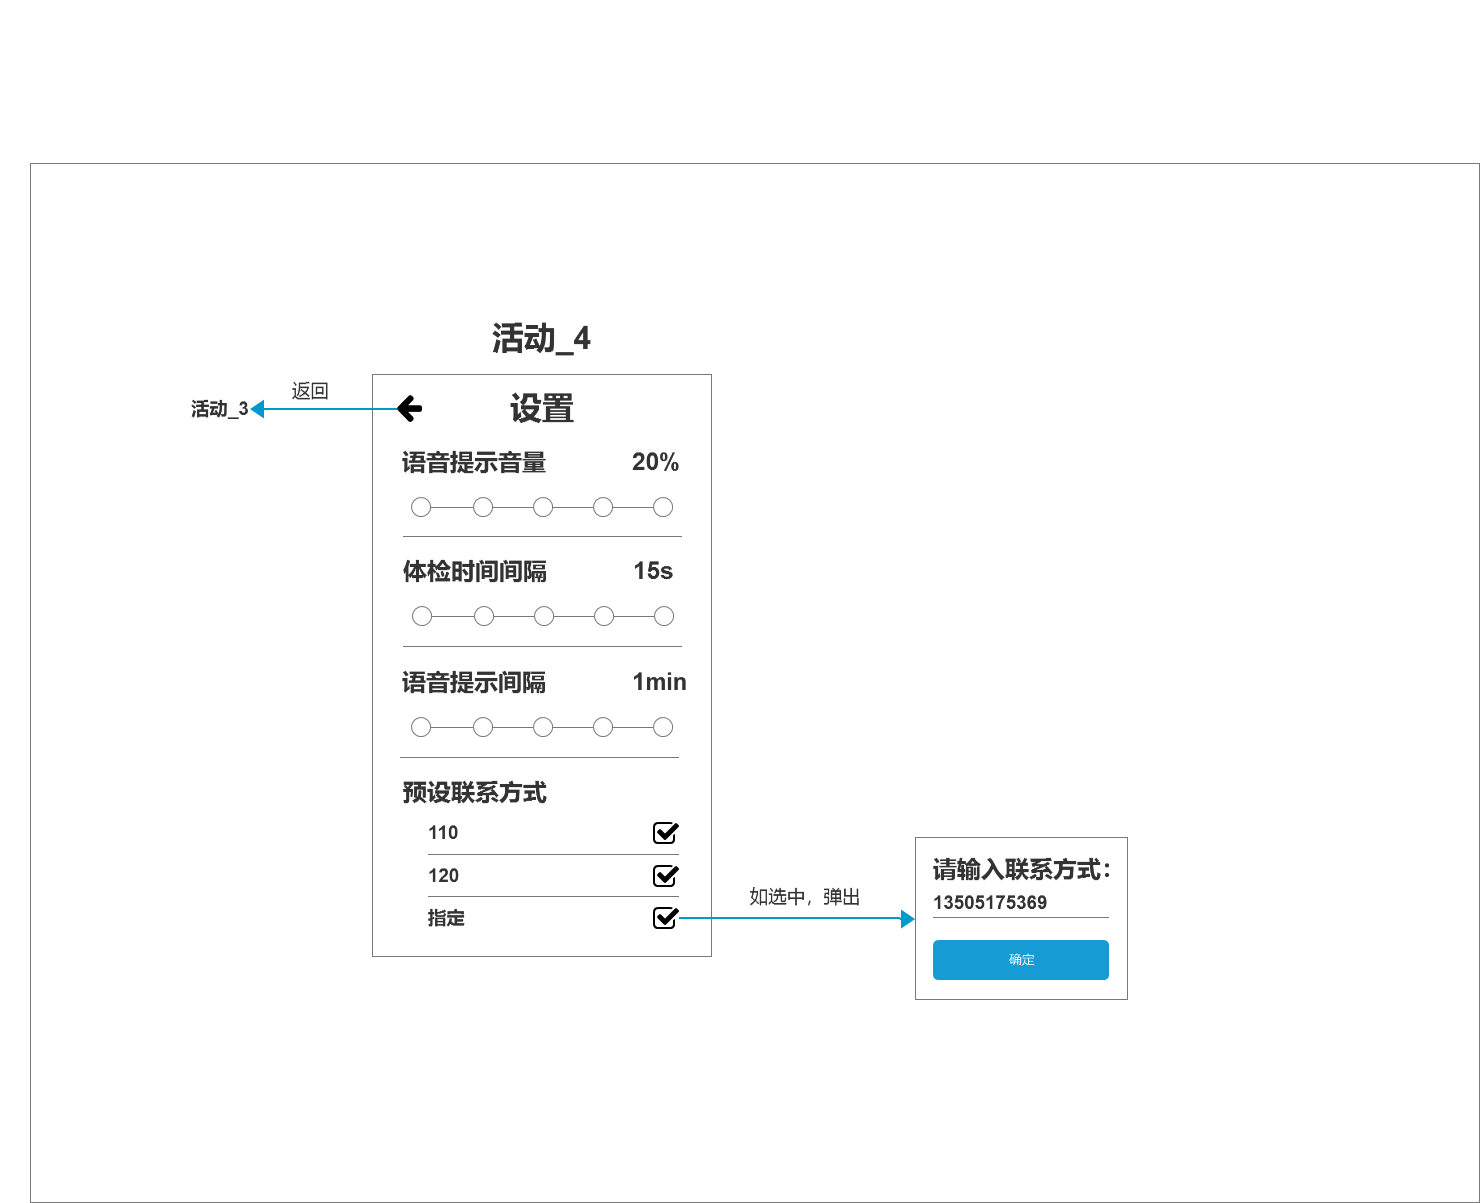 活动_4
返回
活动_3
设置
语音提示音量 20%
体检时间间隔 15s
语音提示间隔 1min
预设联系方式
110
120
指定
如选中，弹出
请输入联系方式：
13505175369
确定